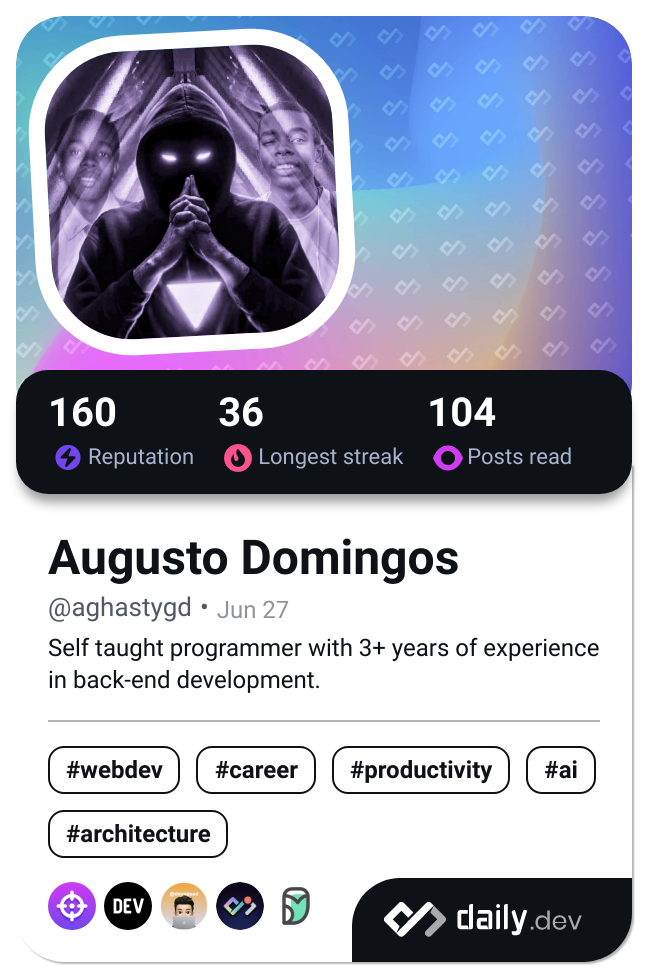 160 36 104
Reputation Longest streak Posts read
Augusto Domingos
@aghastygd • Jun 27
Self taught programmer with 3+ years of experience
in back-end development.
#webdev #career #productivity #ai
#architecture
DEV
daily.dev